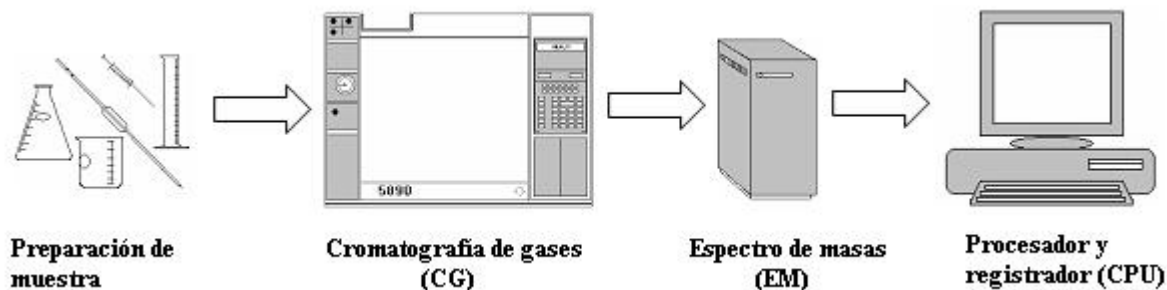 5890
Preparación de
muestra
Cromatografía de gases
(CG)
Espectro de masas
(EM)
Procesador y
registrador (CPU)